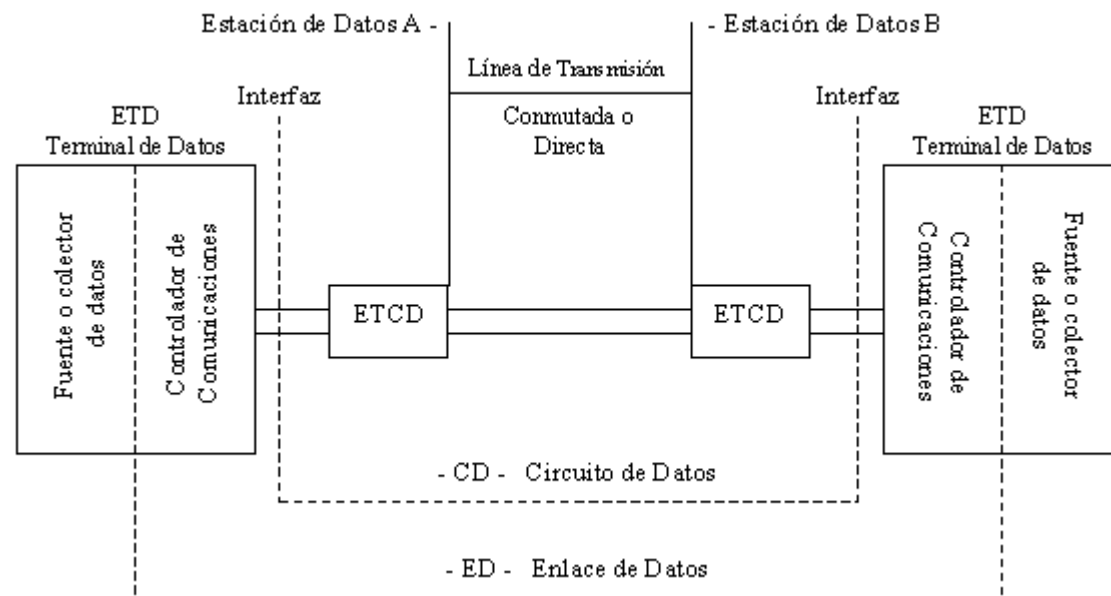 Estación de Datos A -
- Estación de Datos B
Línea de Transmisión
Interfaz
Interfaz
Conmutada o
Directa
ETD
Terminal de Datos
ETD
Terminal de Datos
Fuente o colector
de datos
Controlador de
Comunicaciones
ETCD
ETCD
Controlador de
Comunicaciones
Fuente o colector
de datos
- CD - Circuito de Datos
- ED - Enlace de Datos